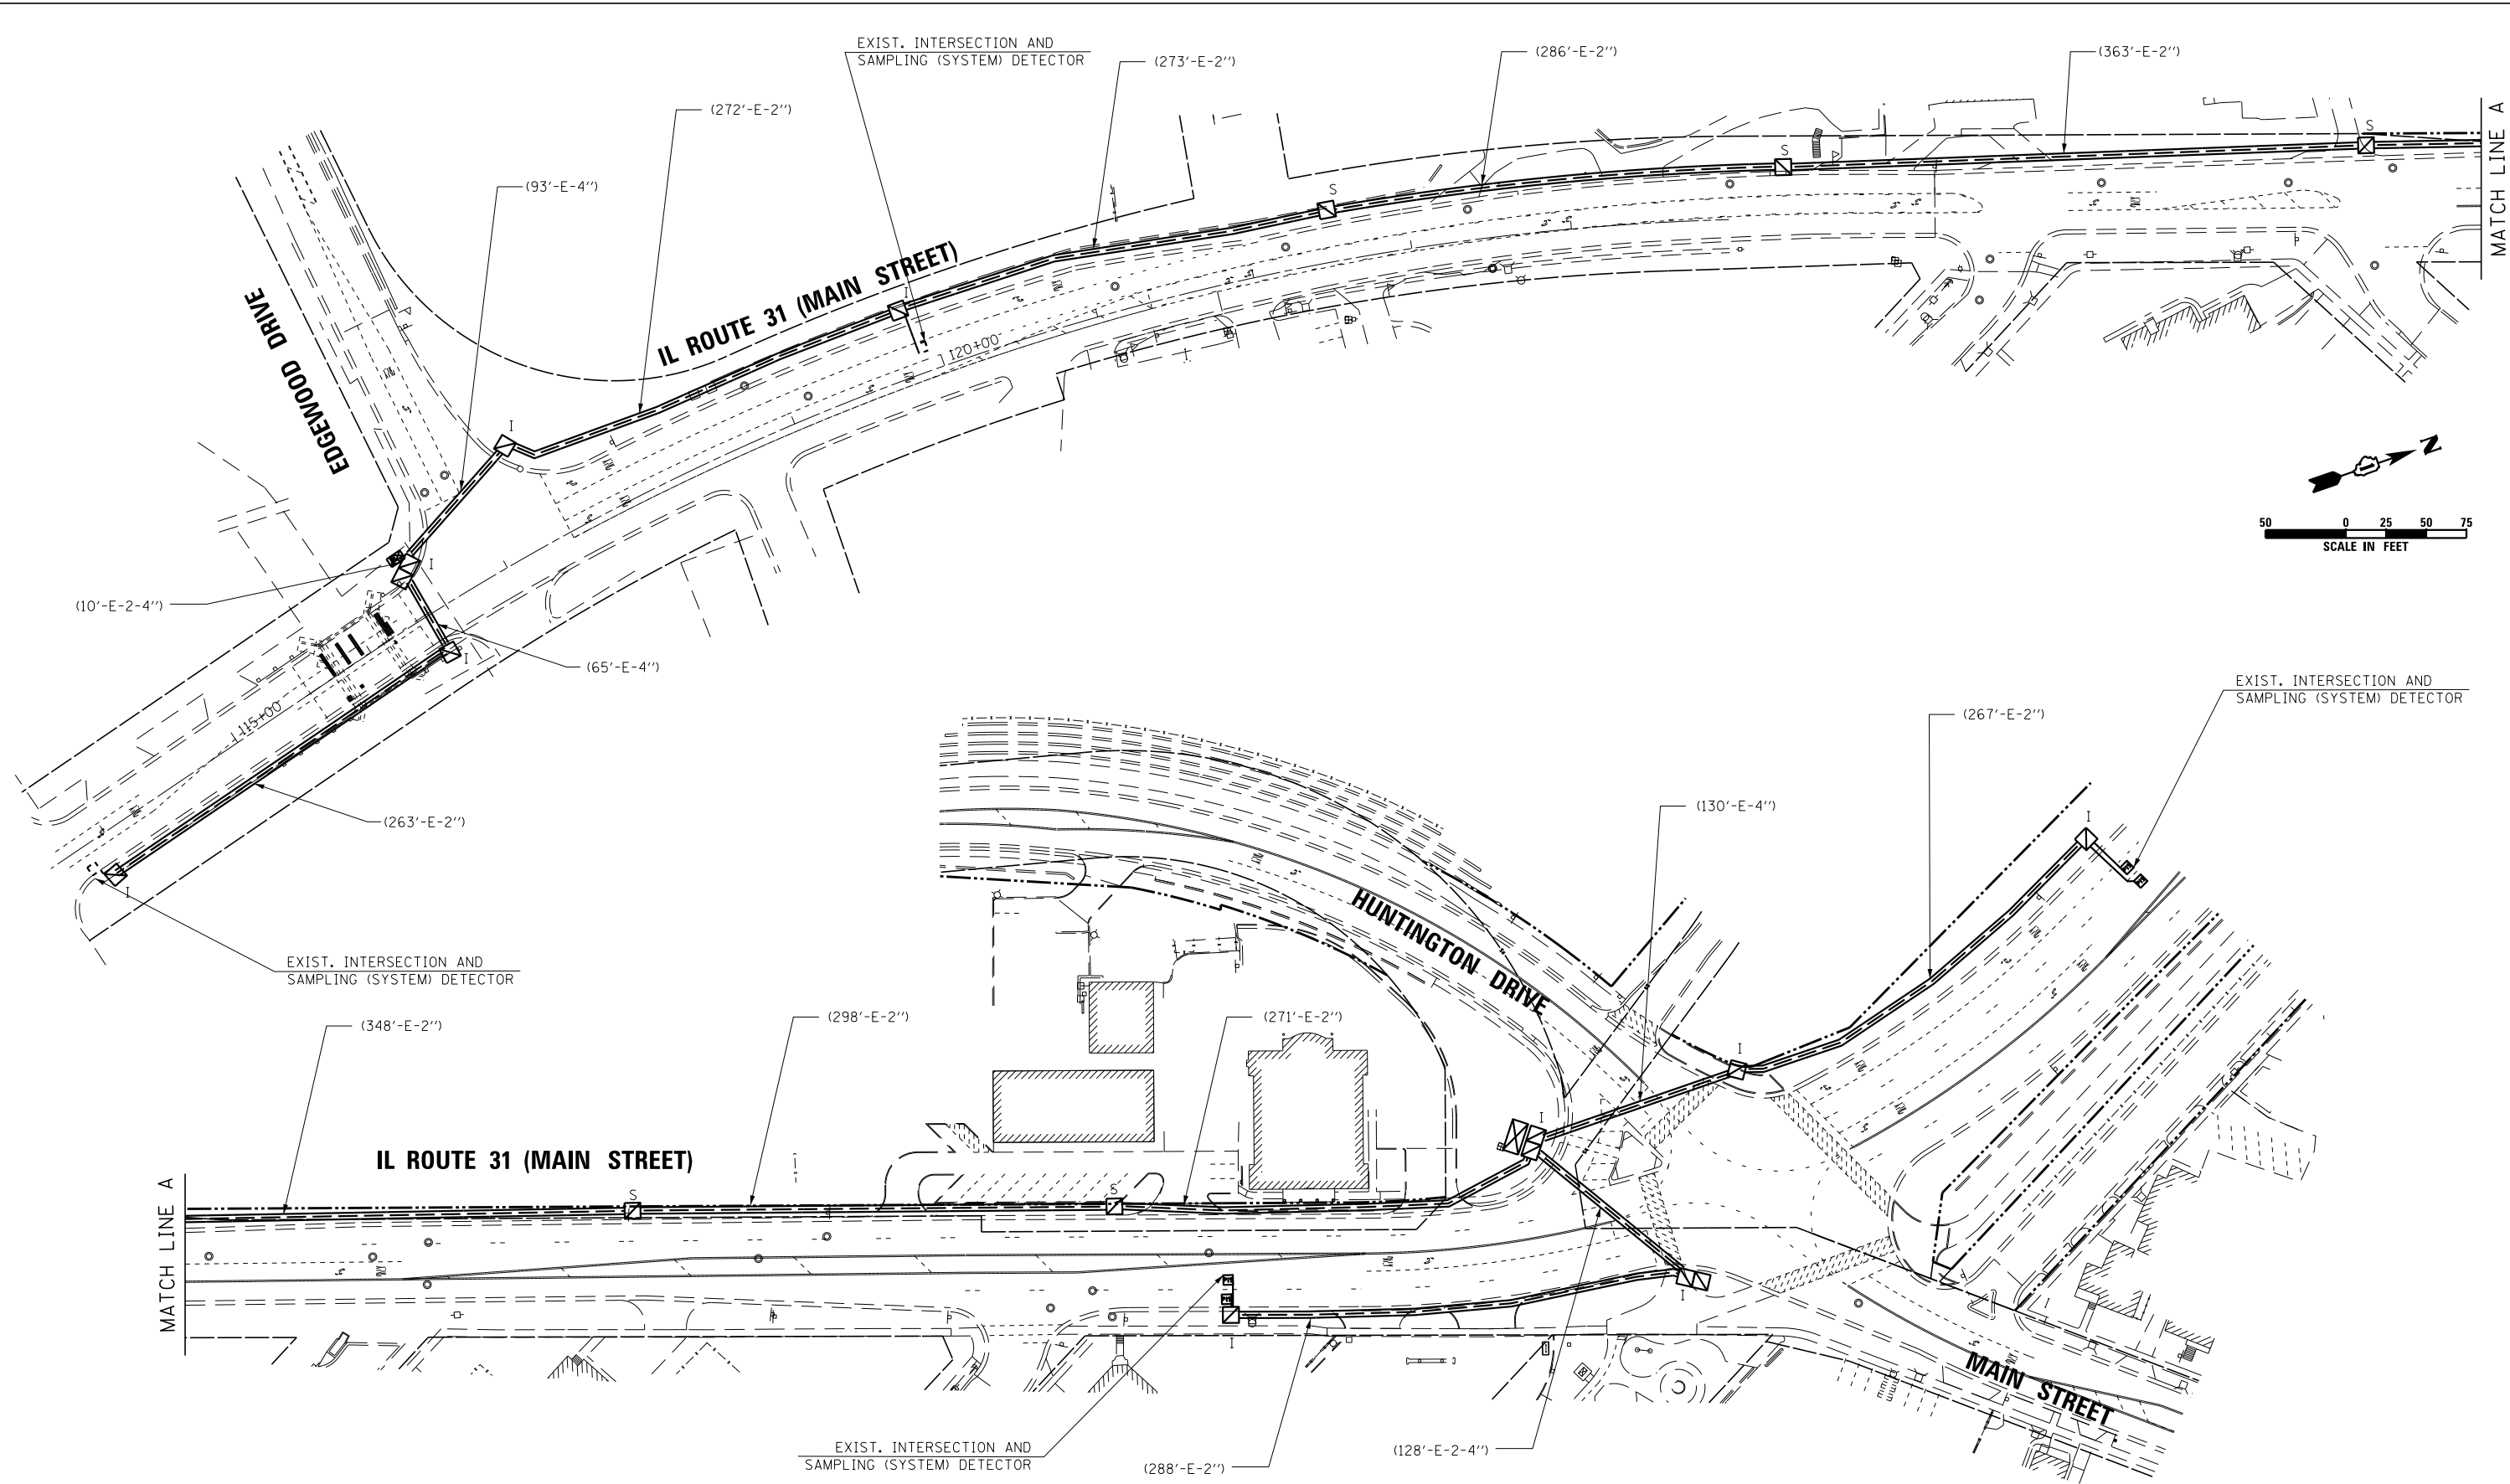 EXIST. INTERSECTION AND
SAMPLING (SYSTEM) DETECTOR
(273'-E-2'')
(286'-E-2'')
(363'-E-2'')
(272'-E-2'')
(93'-E-4'')
S
S
S
MATCH LINE A
IL ROUTE 31 (MAIN STREET)
EDGEWOOD DRIVE
I
I
I
I
120+00
N
50 0 25 50 75
SCALE IN FEET
(10'-E-2-4'')
(65'-E-4'')
115+00
(263'-E-2'')
I
EXIST. INTERSECTION AND
SAMPLING (SYSTEM) DETECTOR
EXIST. INTERSECTION AND
SAMPLING (SYSTEM) DETECTOR
(267'-E-2'')
(130'-E-4'')
I
I
I
HUNTINGTON DRIVE
(348'-E-2'')
(298'-E-2'')
(271'-E-2'')
IL ROUTE 31 (MAIN STREET)
S
S
MATCH LINE A
I
I
MAIN STREET
EXIST. INTERSECTION AND
SAMPLING (SYSTEM) DETECTOR
(288'-E-2'')
(128'-E-2-4'')